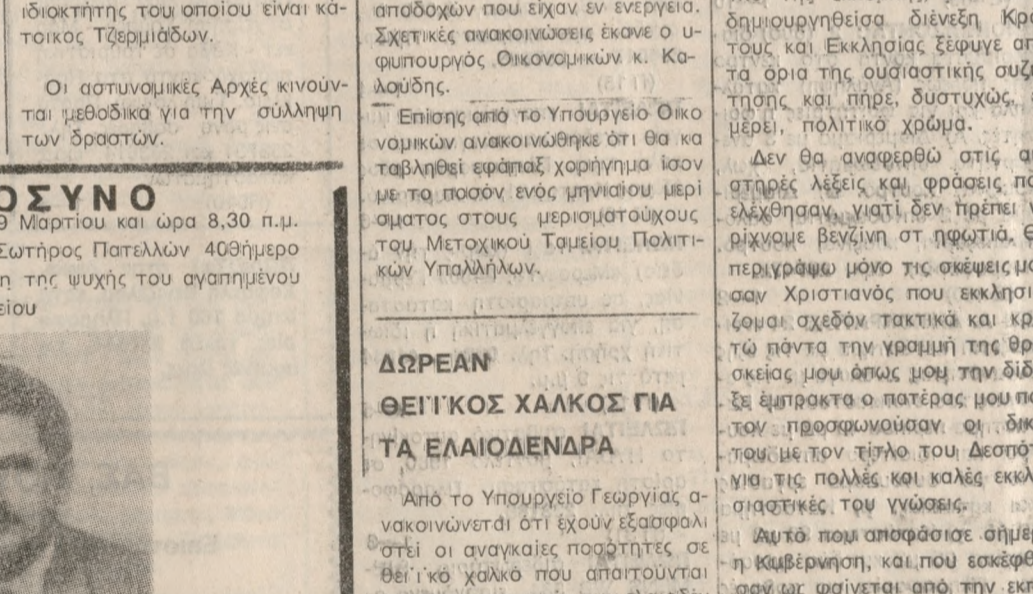 ιδιοκτήτης του οποίου είναι κά-
τοικος Τζερμιάδων.
Οι αστυνομικές Αρχές κινούν-
ται μεθοδικά για την σύλληψη
των δραστών.
ΟΣΥΝΟ
9 Μαρτίου και ώρα 8,30 π.μ.
Σωτήρος Πατελλών 40θήμερο
της ψυχής του αγαπημένου
αποδοχών που είχαν εν ενεργεία.
Σχετικές ανακοινώσεις έκανε ο υ-
φυπουργός Οικονομικών κ. Κα-
λούδης.
Επίσης από το Υπουργείο Οικο
νομικών ανακοινώθηκε ότι θα κα
ταβληθεί εφάπαξ χορήγημα ίσον
με το ποσόν ενός μηνιαίου μερί
σματος στους μερισματούχους
του Μετοχικού Ταμείου Πολιτι-
κών Υπαλλήλων.
ΔΩΡΕΑΝ
ΘΕΪΊΚΟΣ ΧΑΛΚΟΣ ΓΙΑ
ΤΑ ΕΛΑΙΟΔΕΝΔΡΑ
Από το Υπουργείο Γεωργίας α-
νακοινώνεται ότι έχουν εξασφαλι
στεί οι αναγκαίες ποσότητες σε
θεϊ'ικό χαλκό που απαιτούνται
δημιουργηθείσα διένεξη
τους και Εκκλησίας ξέφυγε
τα όρια της ουσιαστικής συζ
τησης και πήρε, δυστυχώς,
μέρει, πολιτικό χρώμα.
Δεν θα αναφερθώ στις
στηρές λέξεις και φράσεις
ελέχθησαν, γιατί δεν πρέπει
ρίχνομε βενζίνη στ ηφωτιά.
περιγράψω μόνο τις σκέψεις
σαν Χριστιανός που εκκλησι
ζομαι σχεδόν τακτικά και κρ
τώ πάντα την γραμμή της θρ
σκείας μου όπως μου την δίδ
ξε έμπρακτα ο πατέρας μου
τον προσφωνούσαν οι
του με τον τίτλο του Δεσπό
για τις πολλές και καλές εκκλ
σιαστικές του γνώσεις.
Αυτό που αποφάσισε σήμε
η Κυβέρνηση, και που εσκέφθ
σαν ως φαίνεται από την